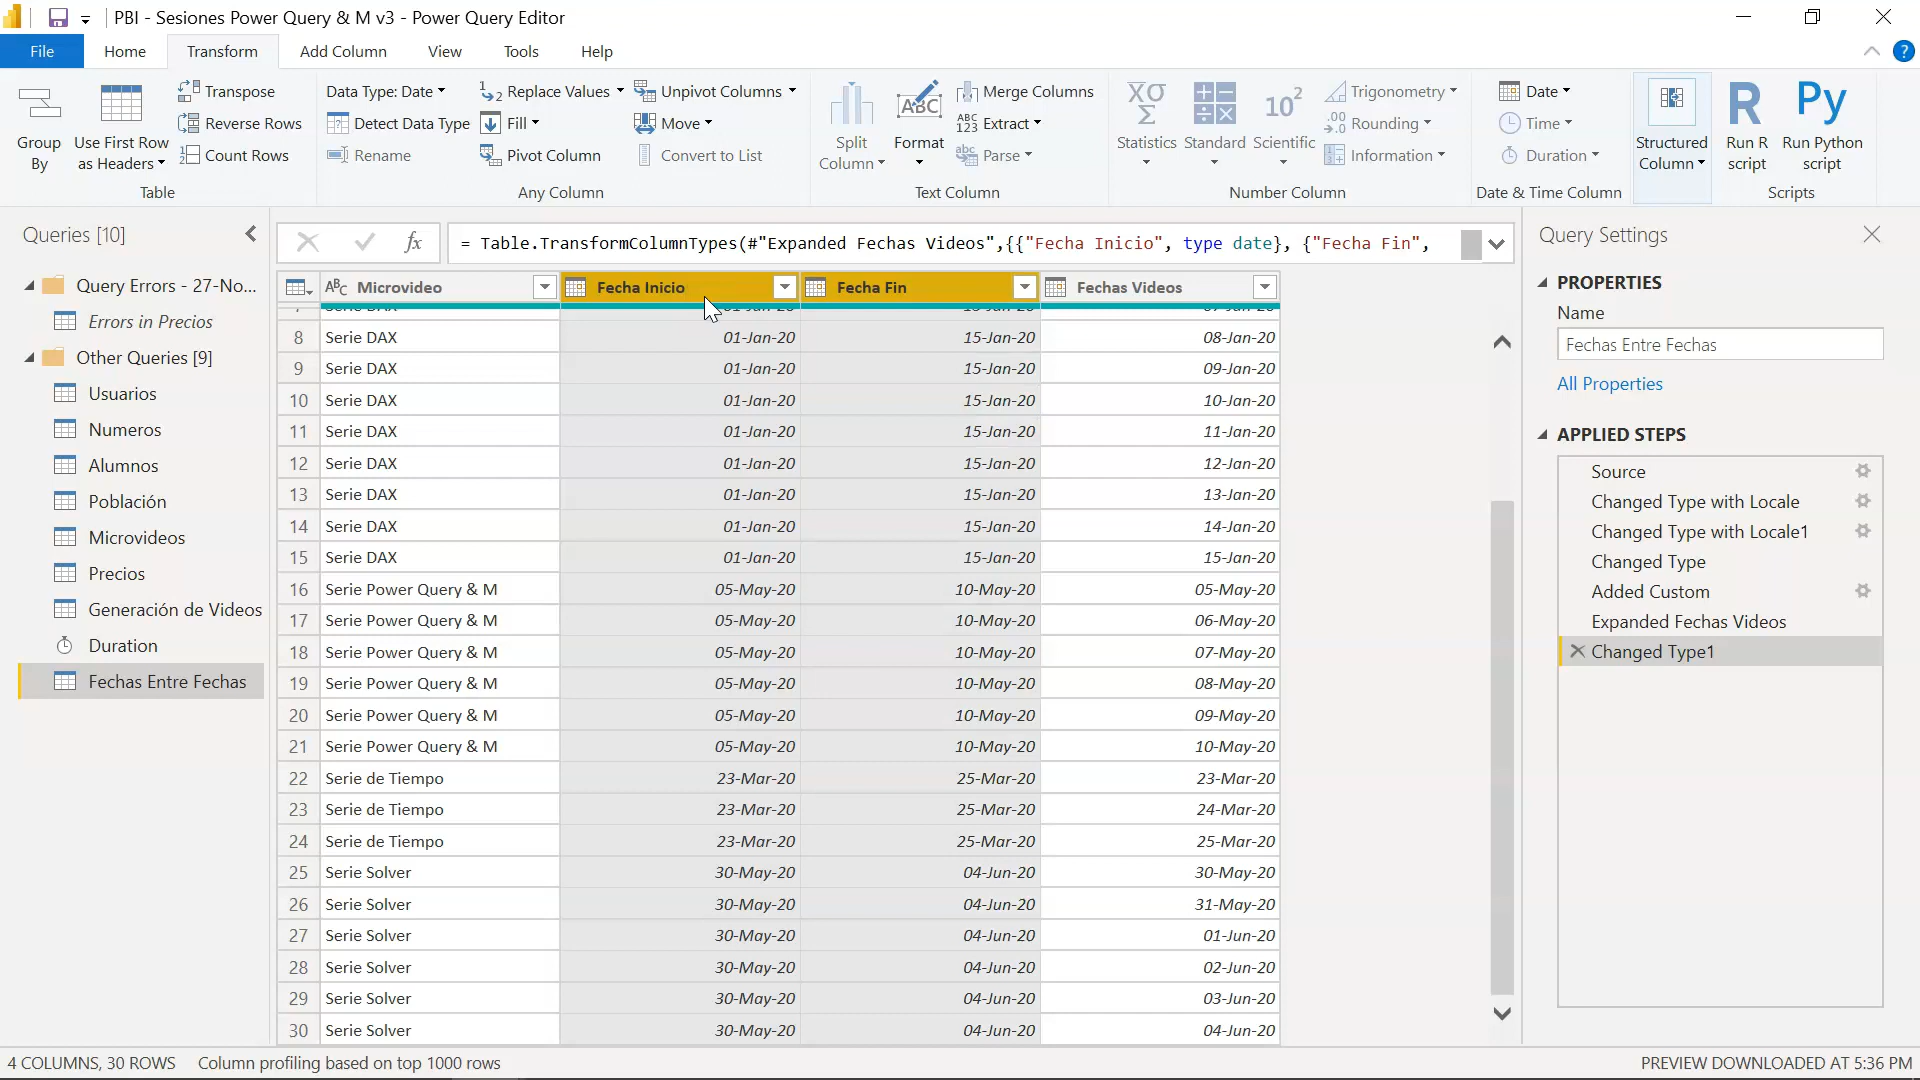 PBI - Sesiones Power Query & M v3 - Power Query Editor
File Home Transform Add Column View Tools Help
Group By
Use First Row as Headers
Transpose
Reverse Rows
Count Rows
Table
Data Type: Date
Detect Data Type
Rename
Replace Values
Fill
Pivot Column
Unpivot Columns
Move
Convert to List
Any Column
Split Column
Format
Merge Columns
Extract
Parse
Text Column
Statistics
Standard
Scientific
Trigonometry
Rounding
Information
Number Column
Date
Time
Duration
Date & Time Column
Structured Column
Run R script
Run Python script
Scripts
Queries [10]
Query Errors - 27-No...
Errors in Precios
Other Queries [9]
Usuarios
Numeros
Alumnos
Población
Microvideos
Precios
Generación de Videos
Duration
Fechas Entre Fechas
fx = Table.TransformColumnTypes(#"Expanded Fechas Videos",{{"Fecha Inicio", type date}, {"Fecha Fin",
Microvideo Fecha Inicio Fecha Fin Fechas Videos
8 Serie DAX 01-Jan-20 15-Jan-20 08-Jan-20
9 Serie DAX 01-Jan-20 15-Jan-20 09-Jan-20
10 Serie DAX 01-Jan-20 15-Jan-20 10-Jan-20
11 Serie DAX 01-Jan-20 15-Jan-20 11-Jan-20
12 Serie DAX 01-Jan-20 15-Jan-20 12-Jan-20
13 Serie DAX 01-Jan-20 15-Jan-20 13-Jan-20
14 Serie DAX 01-Jan-20 15-Jan-20 14-Jan-20
15 Serie DAX 01-Jan-20 15-Jan-20 15-Jan-20
16 Serie Power Query & M 05-May-20 10-May-20 05-May-20
17 Serie Power Query & M 05-May-20 10-May-20 06-May-20
18 Serie Power Query & M 05-May-20 10-May-20 07-May-20
19 Serie Power Query & M 05-May-20 10-May-20 08-May-20
20 Serie Power Query & M 05-May-20 10-May-20 09-May-20
21 Serie Power Query & M 05-May-20 10-May-20 10-May-20
22 Serie de Tiempo 23-Mar-20 25-Mar-20 23-Mar-20
23 Serie de Tiempo 23-Mar-20 25-Mar-20 24-Mar-20
24 Serie de Tiempo 23-Mar-20 25-Mar-20 25-Mar-20
25 Serie Solver 30-May-20 04-Jun-20 30-May-20
26 Serie Solver 30-May-20 04-Jun-20 31-May-20
27 Serie Solver 30-May-20 04-Jun-20 01-Jun-20
28 Serie Solver 30-May-20 04-Jun-20 02-Jun-20
29 Serie Solver 30-May-20 04-Jun-20 03-Jun-20
30 Serie Solver 30-May-20 04-Jun-20 04-Jun-20
Query Settings
PROPERTIES
Name
Fechas Entre Fechas
All Properties
APPLIED STEPS
Source
Changed Type with Locale
Changed Type with Locale1
Changed Type
Added Custom
Expanded Fechas Videos
Changed Type1
4 COLUMNS, 30 ROWS Column profiling based on top 1000 rows
PREVIEW DOWNLOADED AT 5:36 PM